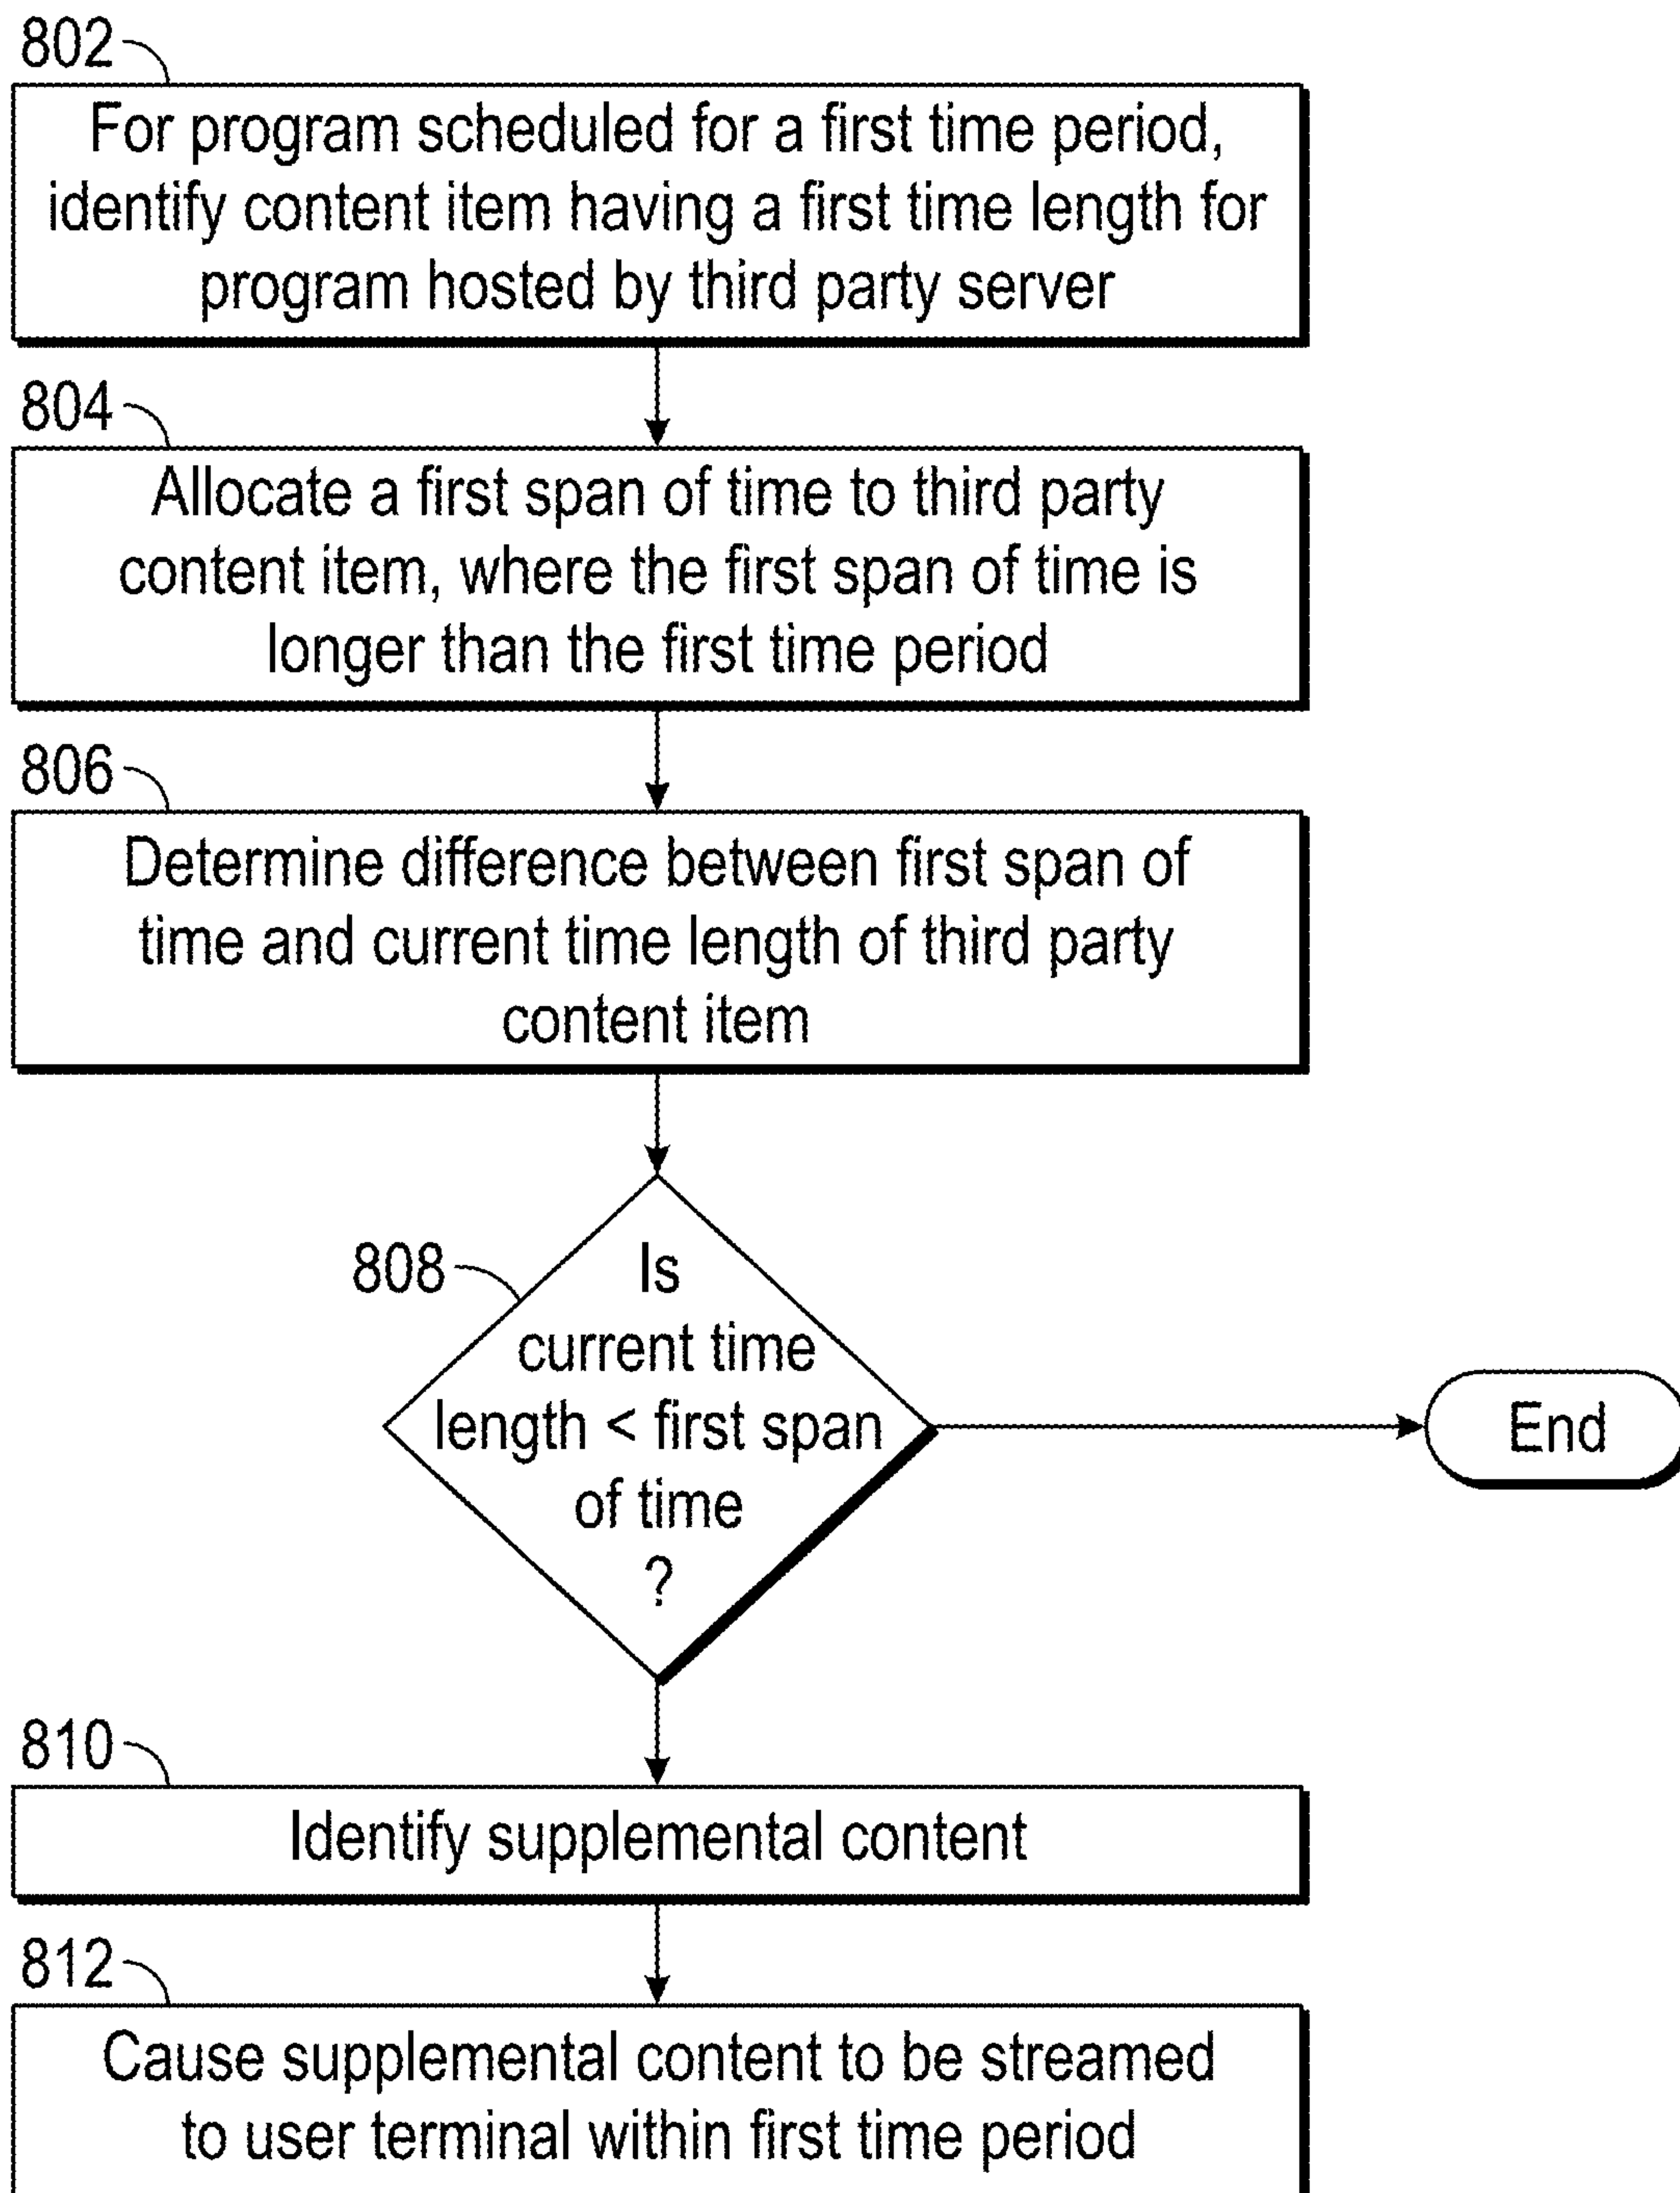 802
For program scheduled for a first time period,
identify content item having a first time length for
program hosted by third party server
804
Allocate a first span of time to third party
content item, where the first span of time is
longer than the first time period
806
Determine difference between first span of
time and current time length of third party
content item
808
Is
current time
length < first span
of time
?
End
810
Identify supplemental content
812
Cause supplemental content to be streamed
to user terminal within first time period